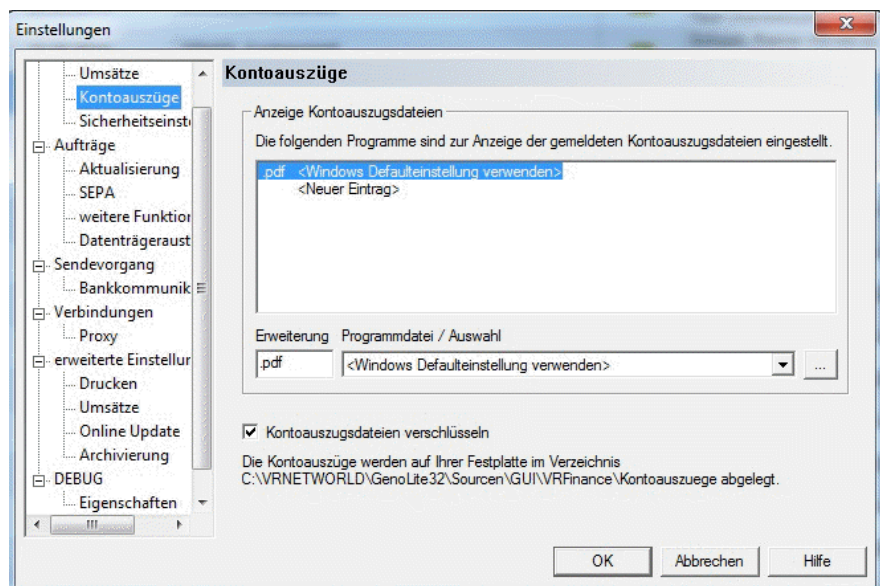 Einstellungen
Umsätze
Kontoauszüge
Sicherheitseinst
Aufträge
Aktualisierung
SEPA
weitere Funktior
Datenträgeraust
Sendevorgang
Bankkommunik
Verbindungen
Proxy
erweiterte Einstellur
Drucken
Umsätze
Online Update
Archivierung
DEBUG
Eigenschaften
Kontoauszüge
Anzeige Kontoauszugsdateien
Die folgenden Programme sind zur Anzeige der gemeldeten Kontoauszugsdateien eingestellt.
.pdf <Windows Defaulteinstellung verwenden>
<Neuer Eintrag>
Erweiterung Programmdatei / Auswahl
.pdf <Windows Defaulteinstellung verwenden> ...
Kontoauszugsdateien verschlüsseln
Die Kontoauszüge werden auf Ihrer Festplatte im Verzeichnis
C:\VRNETWORLD\GenoLite32\Sourcen\GUI\VRFinance\Kontoauszuege abgelegt.
OK Abbrechen Hilfe